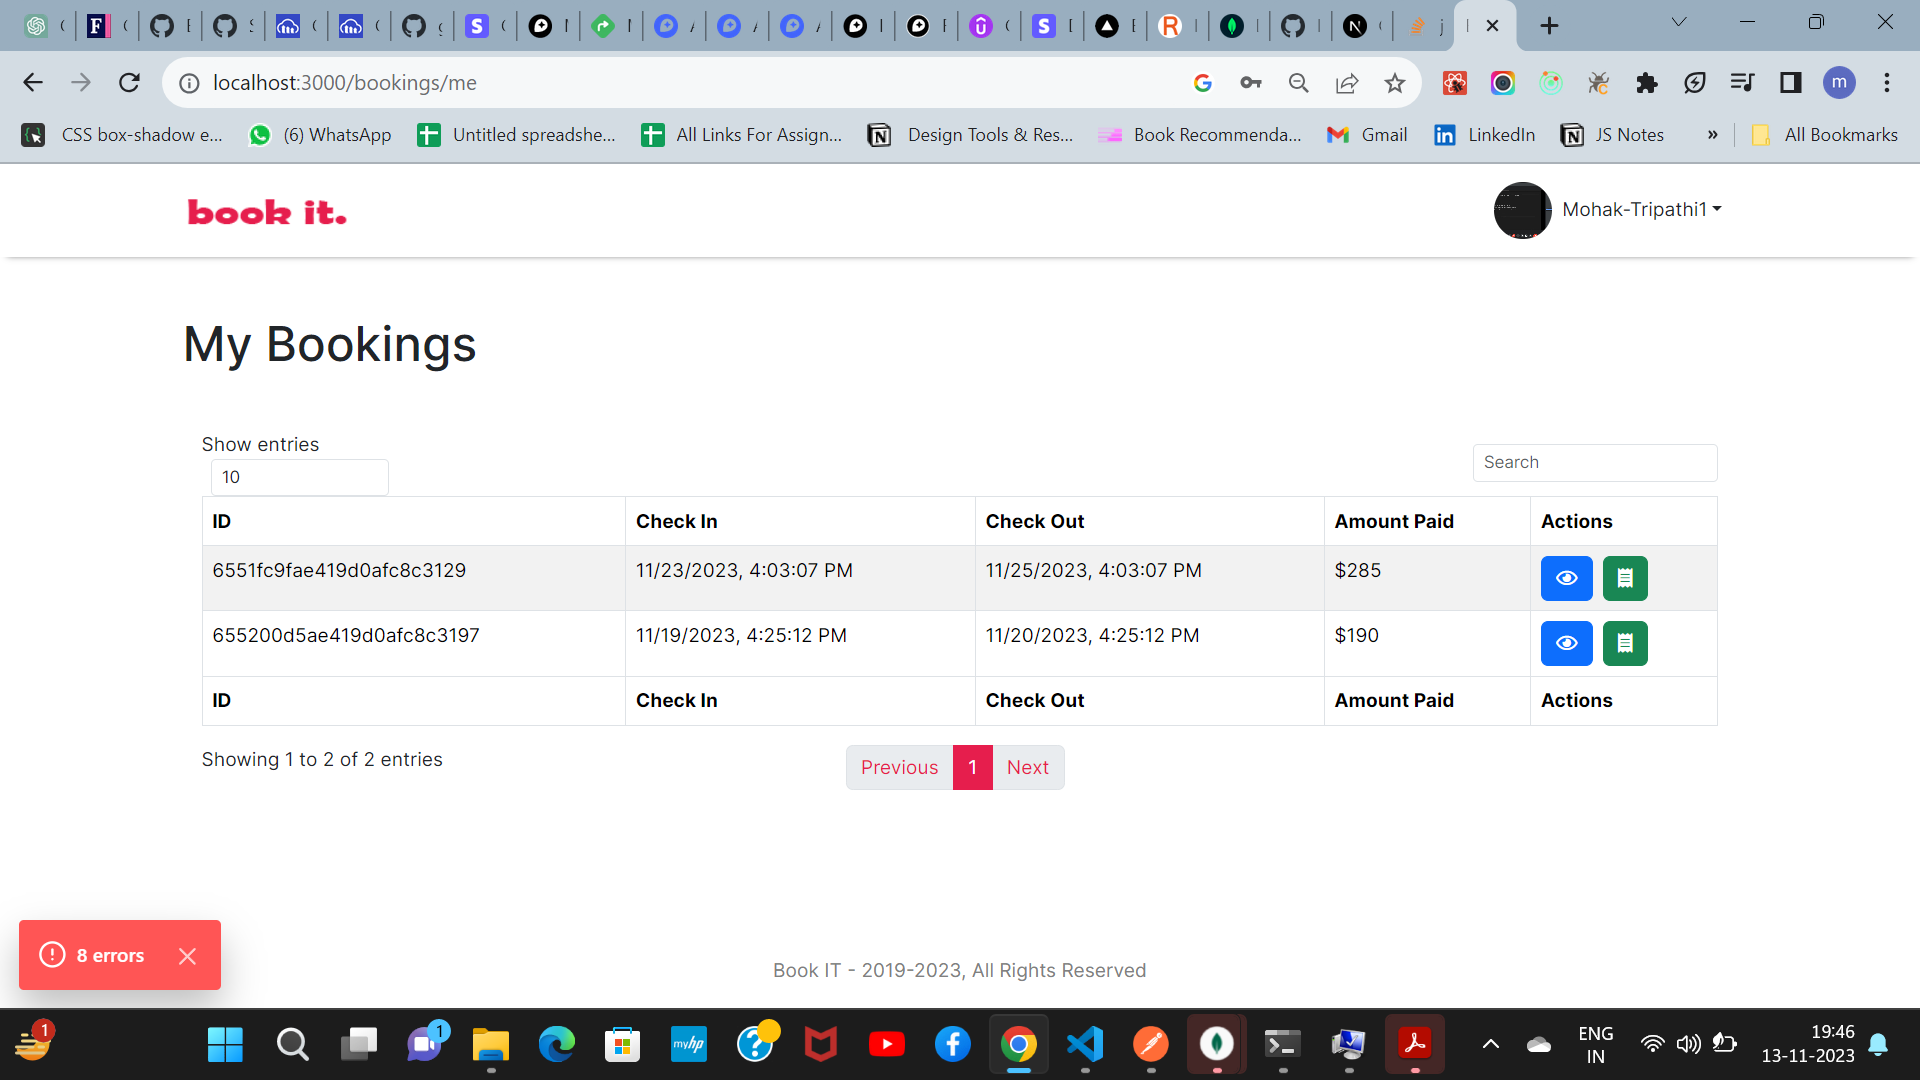 localhost:3000/bookings/me
m
CSS box-shadow e...
(6) WhatsApp
Untitled spreadshe...
All Links For Assign...
Design Tools & Res...
Book Recommenda...
Gmail
LinkedIn
JS Notes
»
All Bookmarks
book it.
Mohak-Tripathi1
My Bookings
Show entries
10
Search
ID Check In Check Out Amount Paid Actions
6551fc9fae419d0afc8c3129 11/23/2023, 4:03:07 PM 11/25/2023, 4:03:07 PM $285
655200d5ae419d0afc8c3197 11/19/2023, 4:25:12 PM 11/20/2023, 4:25:12 PM $190
ID Check In Check Out Amount Paid Actions
Showing 1 to 2 of 2 entries
Previous 1 Next
8 errors
Book IT - 2019-2023, All Rights Reserved
1
1
myhp
ENG
IN
19:46
13-11-2023